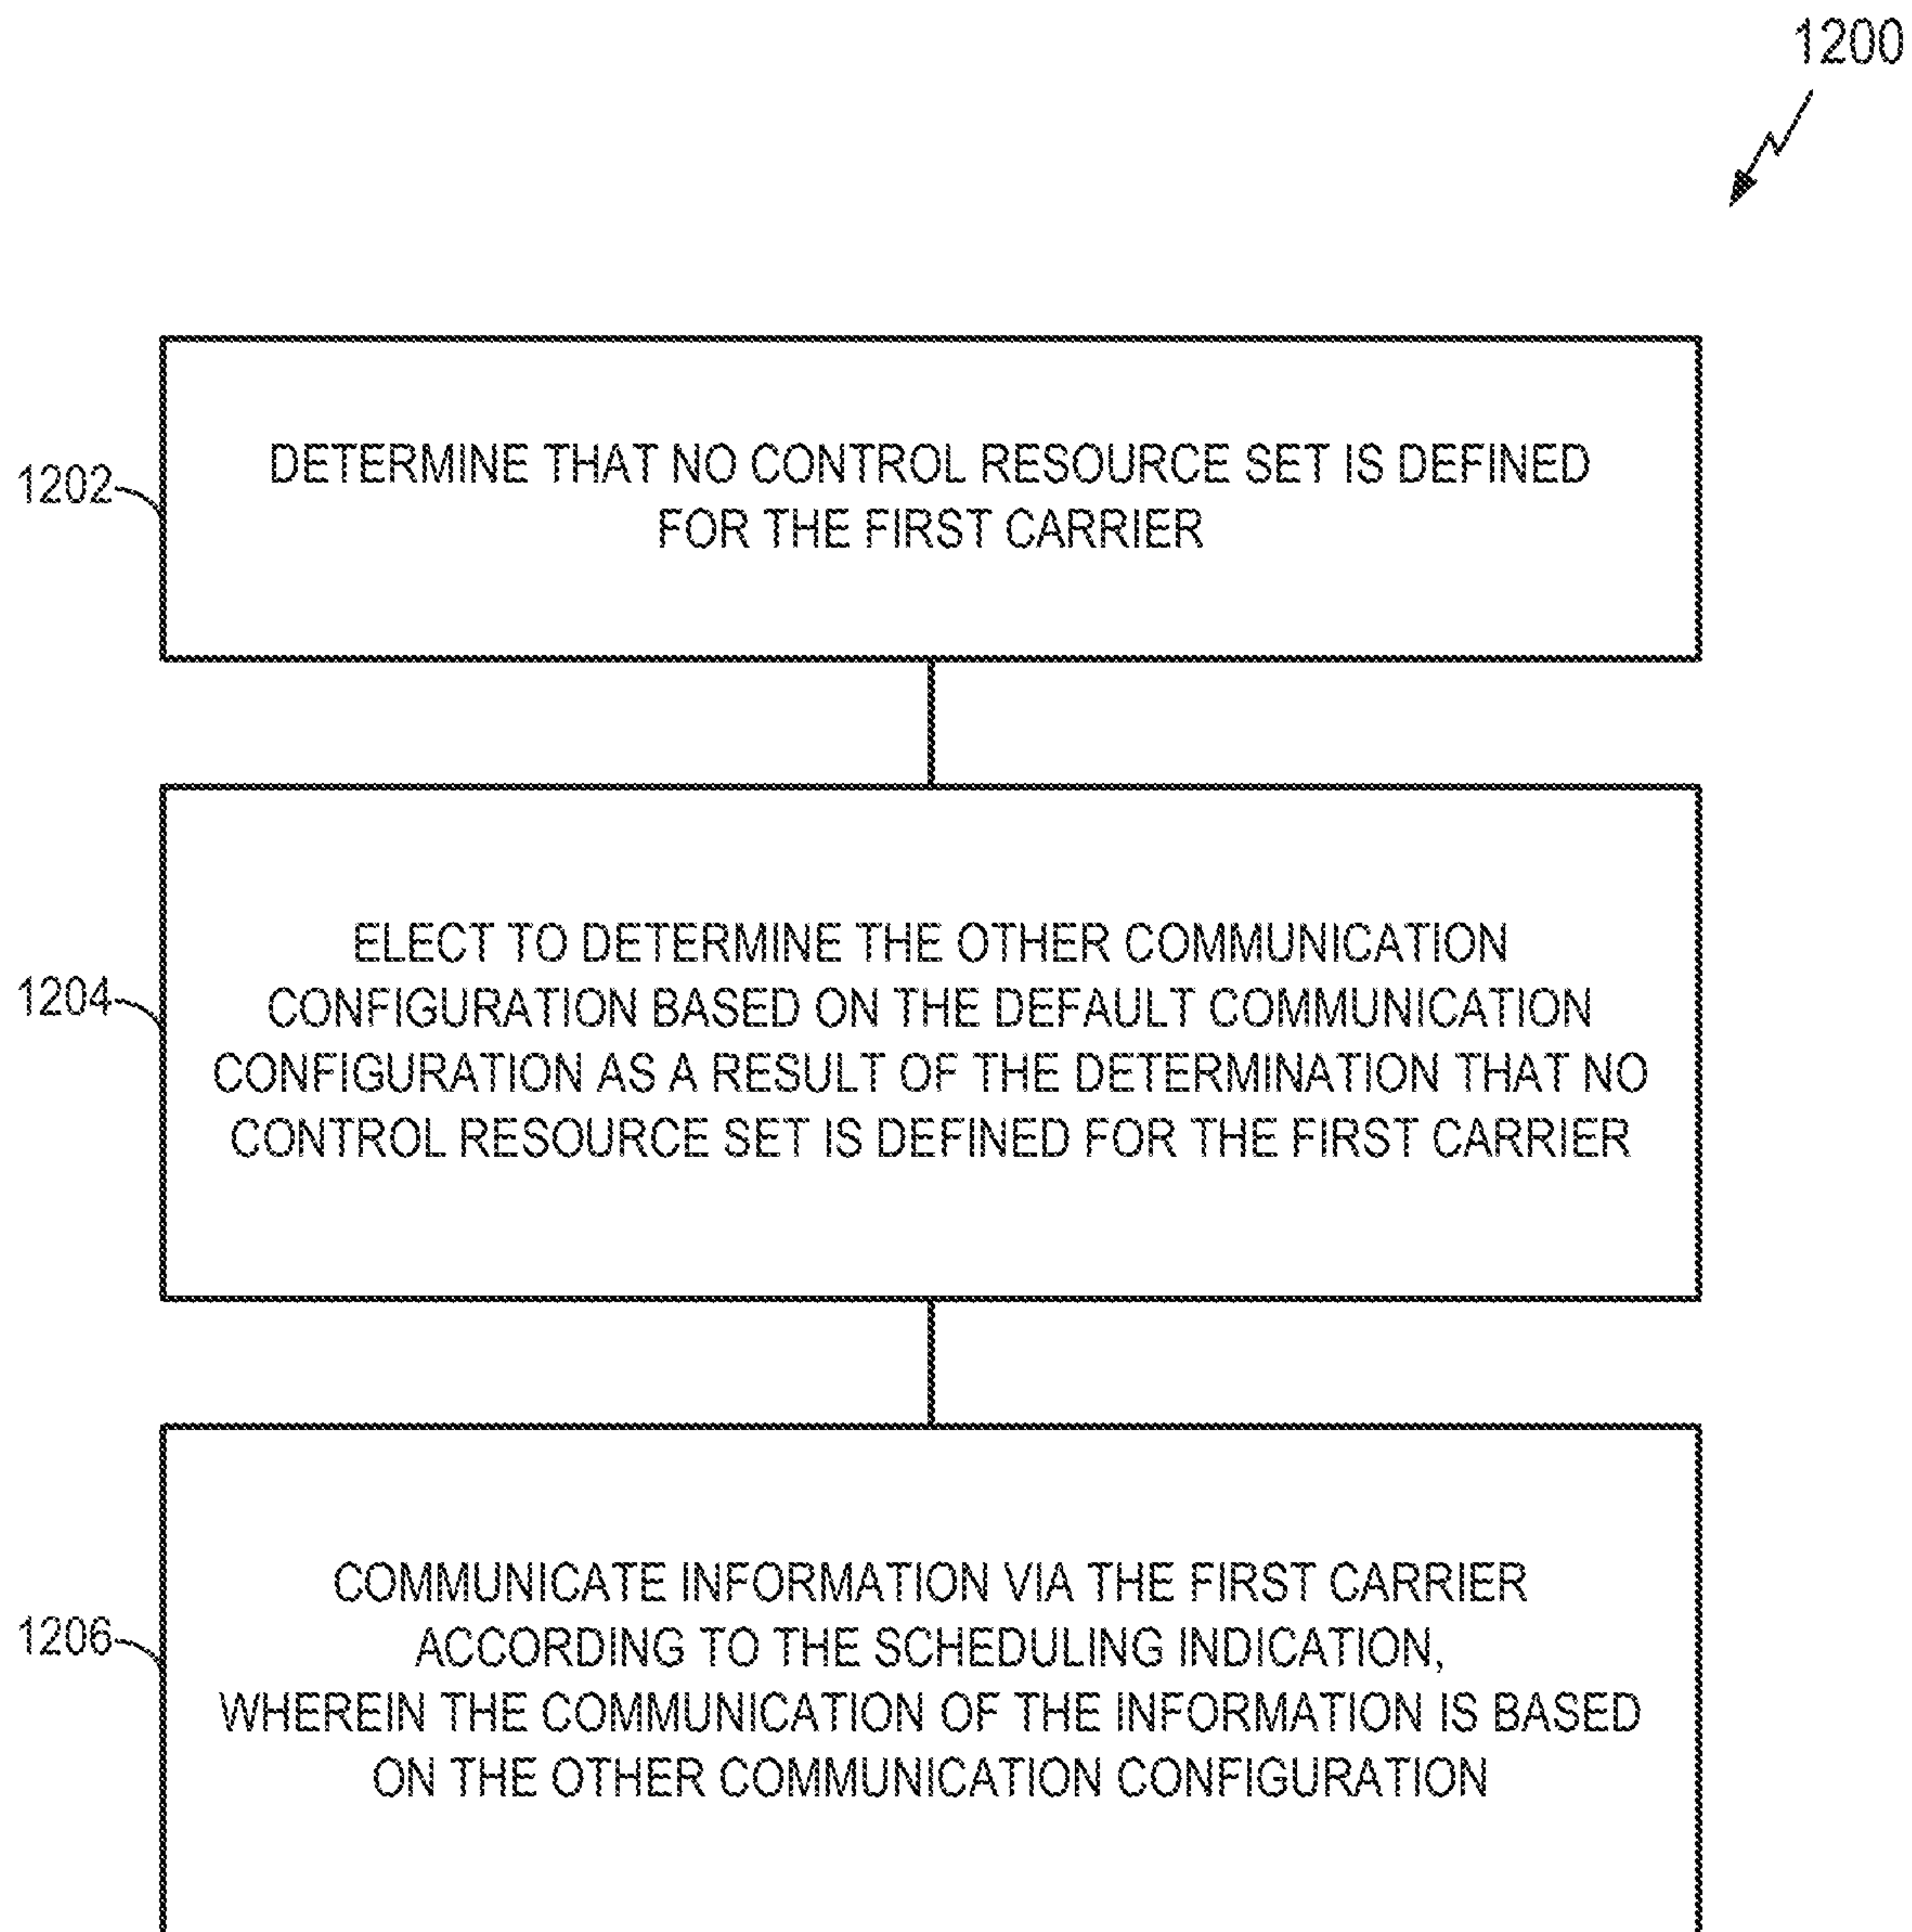 1200
1202
DETERMINE THAT NO CONTROL RESOURCE SET IS DEFINED
FOR THE FIRST CARRIER
1204
ELECT TO DETERMINE THE OTHER COMMUNICATION
CONFIGURATION BASED ON THE DEFAULT COMMUNICATION
CONFIGURATION AS A RESULT OF THE DETERMINATION THAT NO
CONTROL RESOURCE SET IS DEFINED FOR THE FIRST CARRIER
1206
COMMUNICATE INFORMATION VIA THE FIRST CARRIER
ACCORDING TO THE SCHEDULING INDICATION,
WHEREIN THE COMMUNICATION OF THE INFORMATION IS BASED
ON THE OTHER COMMUNICATION CONFIGURATION